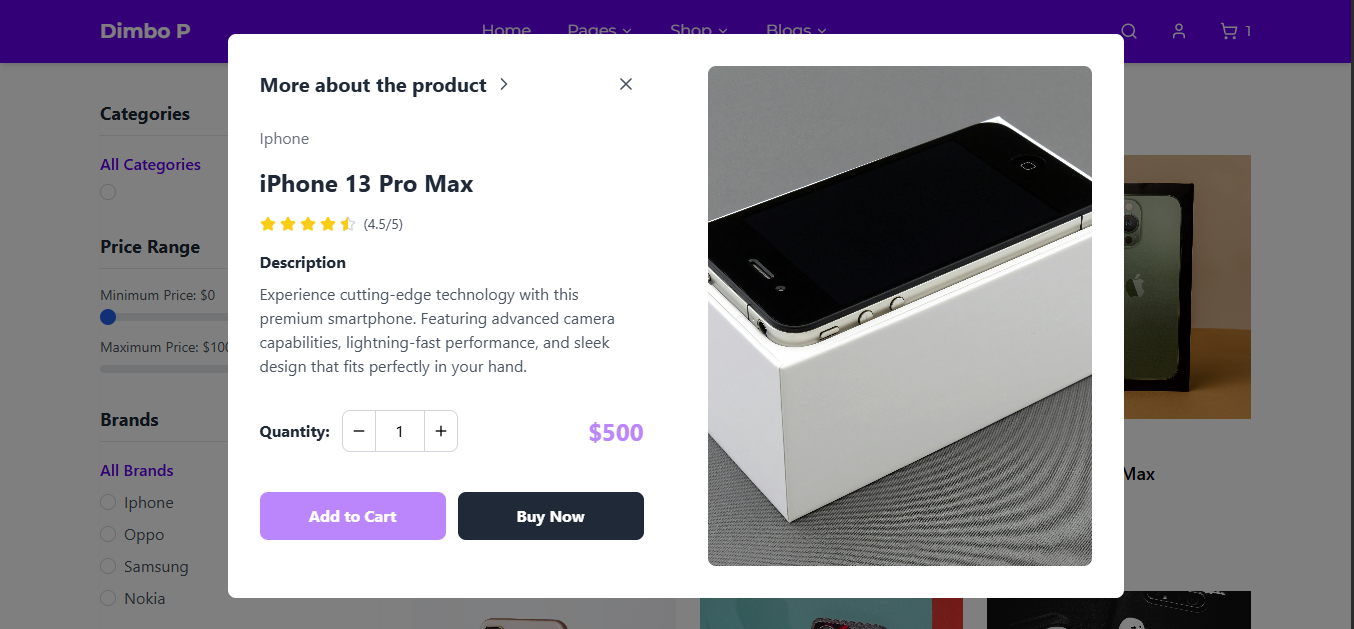 Dimbo P
Home Pages Shop Blogs 1
More about the product
Iphone
iPhone 13 Pro Max
(4.5/5)
Description
Experience cutting-edge technology with this
premium smartphone. Featuring advanced camera
capabilities, lightning-fast performance, and sleek
design that fits perfectly in your hand.
Quantity: − 1 +
$500
Add to Cart
Buy Now
Categories
All Categories
Price Range
Minimum Price: $0
Maximum Price: $100
Brands
All Brands
Iphone
Oppo
Samsung
Nokia
Max